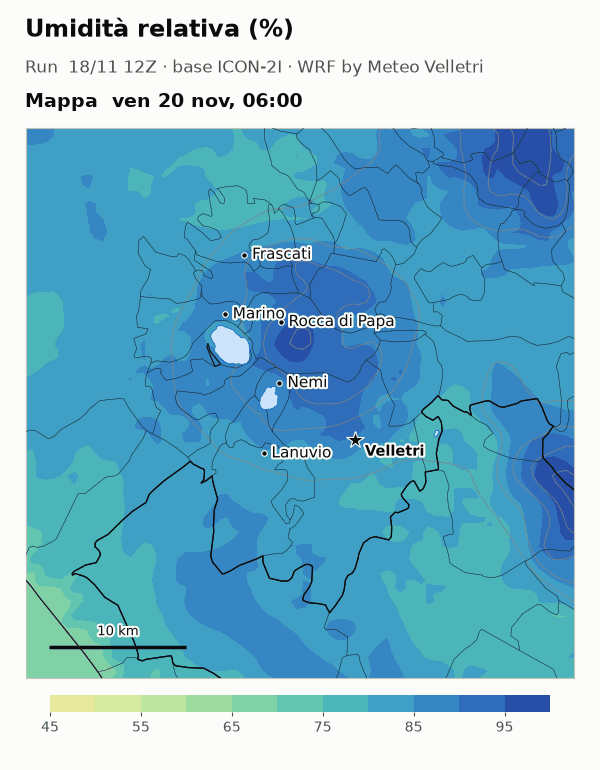 Umidità relativa (%)
Run  18/11 12Z · base ICON-2I · WRF by Meteo Velletri
Mappa  ven 20 nov, 06:00
Frascati
Marino
Rocca di Papa
Nemi
Velletri
Lanuvio
10 km
45 55 65 75 85 95